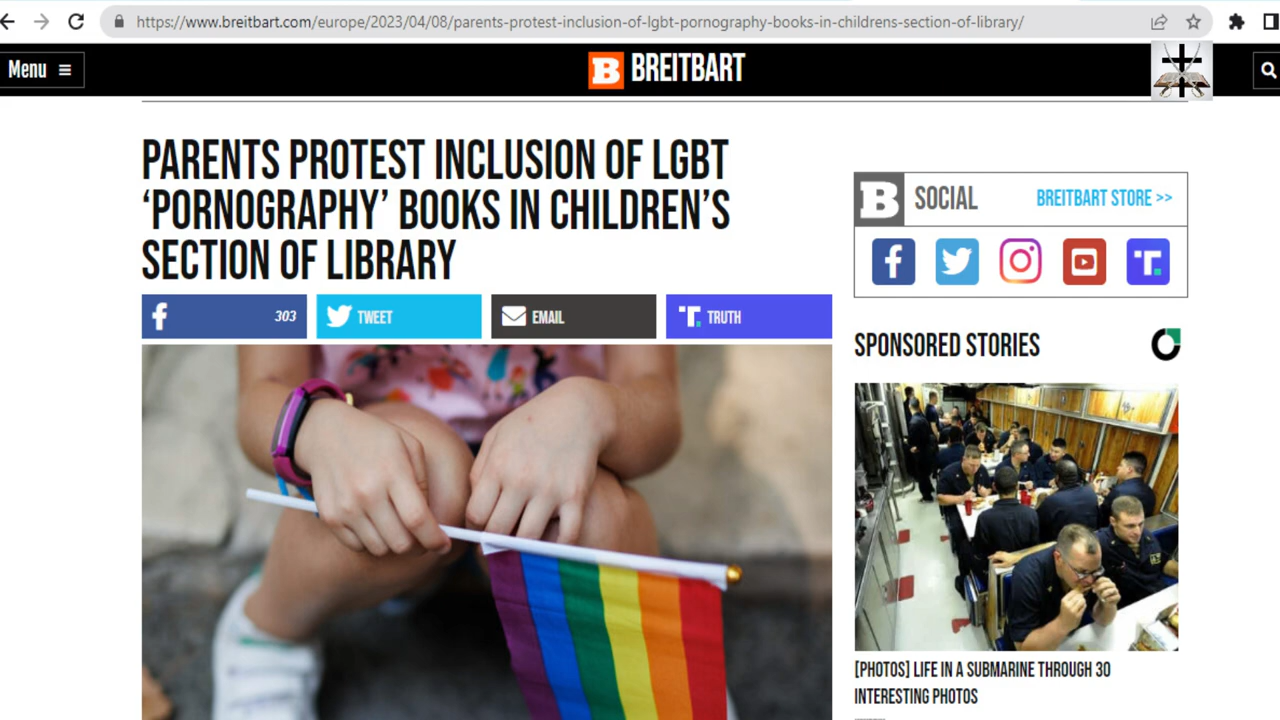 https://www.breitbart.com/europe/2023/04/08/parents-protest-inclusion-of-lgbt-pornography-books-in-childrens-section-of-library/
Menu
B BREITBART
PARENTS PROTEST INCLUSION OF LGBT
‘PORNOGRAPHY’ BOOKS IN CHILDREN’S
SECTION OF LIBRARY
303
TWEET
EMAIL
T. TRUTH
B SOCIAL
BREITBART STORE >>
T.
SPONSORED STORIES
[PHOTOS] LIFE IN A SUBMARINE THROUGH 30
INTERESTING PHOTOS